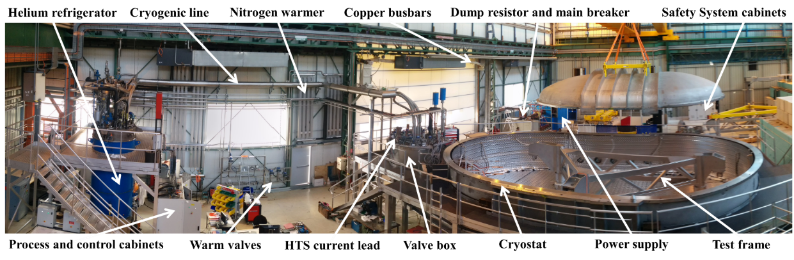 Helium refrigerator Cryogenic line Nitrogen warmer Copper busbars Dump resistor and main breaker Safety System cabinets
Process and control cabinets Warm valves HTS current lead Valve box Cryostat Power supply Test frame